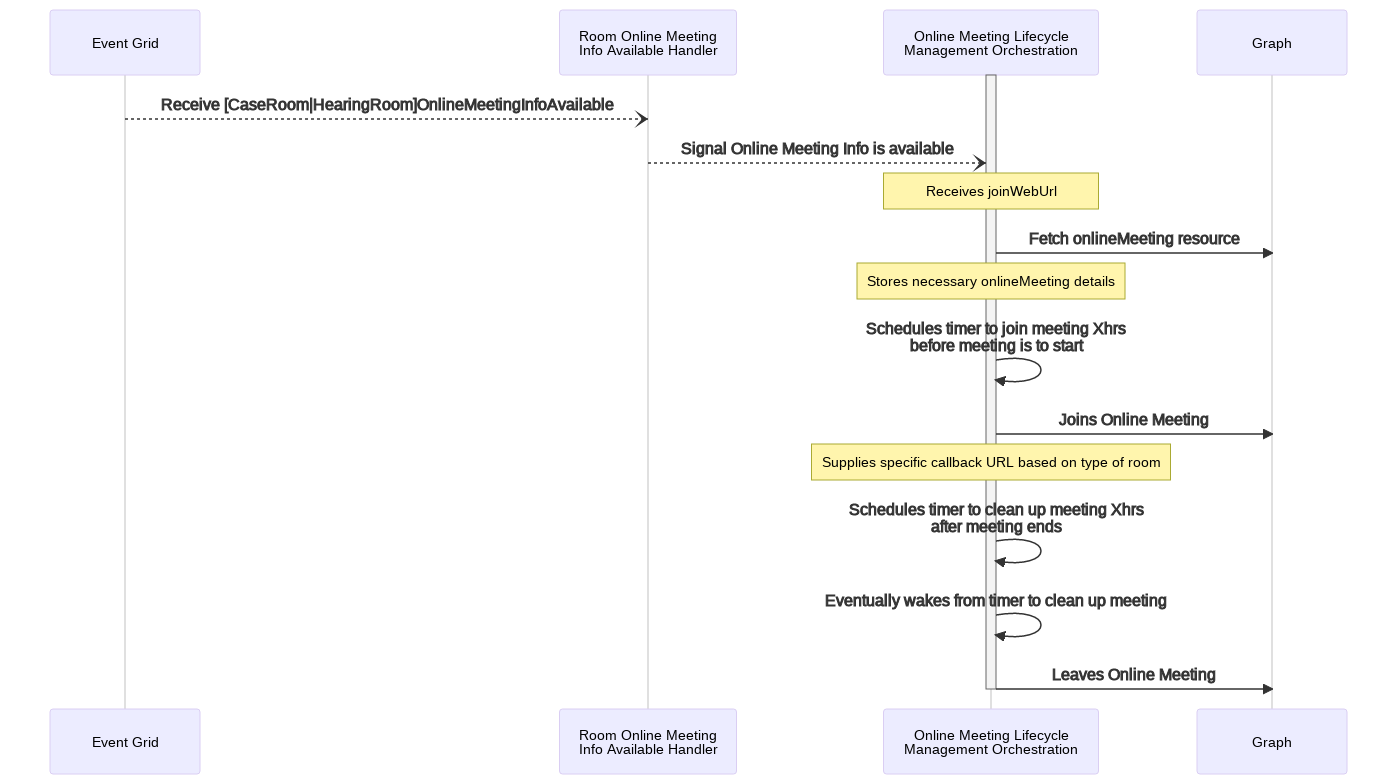 Event Grid
Room Online Meeting
Info Available Handler
Online Meeting Lifecycle
Management Orchestration
Graph
Receive [CaseRoom|HearingRoom]OnlineMeetingInfoAvailable
Signal Online Meeting Info is available
Receives joinWebUrl
Fetch onlineMeeting resource
Stores necessary onlineMeeting details
Schedules timer to join meeting Xhrs
before meeting is to start
Joins Online Meeting
Supplies specific callback URL based on type of room
Schedules timer to clean up meeting Xhrs
after meeting ends
Eventually wakes from timer to clean up meeting
Leaves Online Meeting
Event Grid
Room Online Meeting
Info Available Handler
Online Meeting Lifecycle
Management Orchestration
Graph